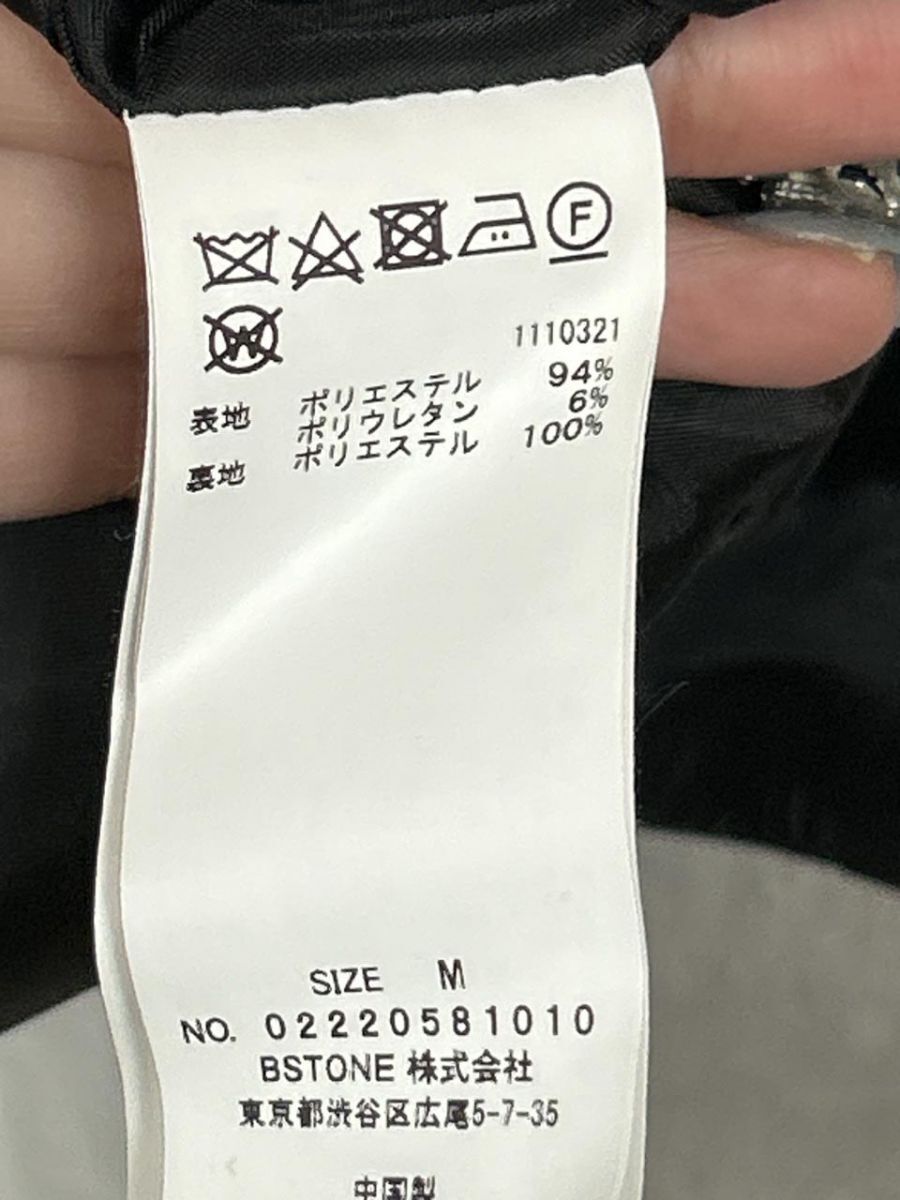 F
W
1110321
表地 ポリエステル 94%
ポリウレタン 6%
裏地 ポリエステル 100%
SIZE M
NO. 02220581010
BSTONE 株式会社
東京都渋谷区広尾5-7-35
中国製